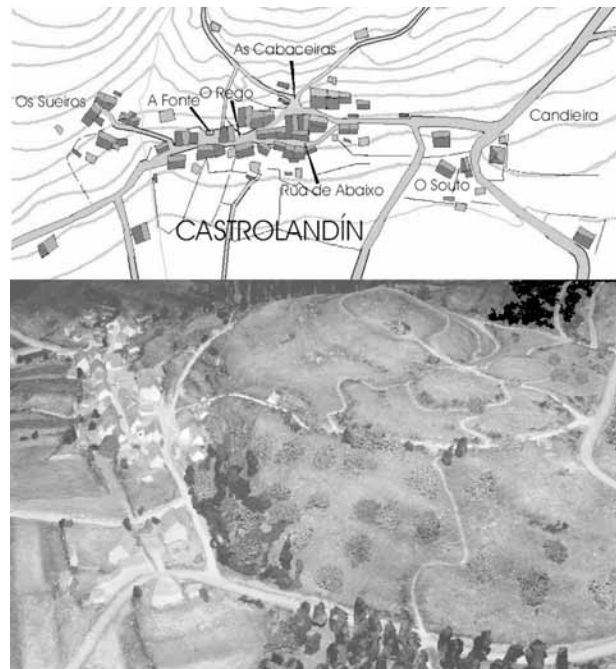 As Cabaceiras
O Rego
A Fonte
Os Sueiros
Candieira
O Souto
Rúa de Abaixo
CASTROLANDÍN